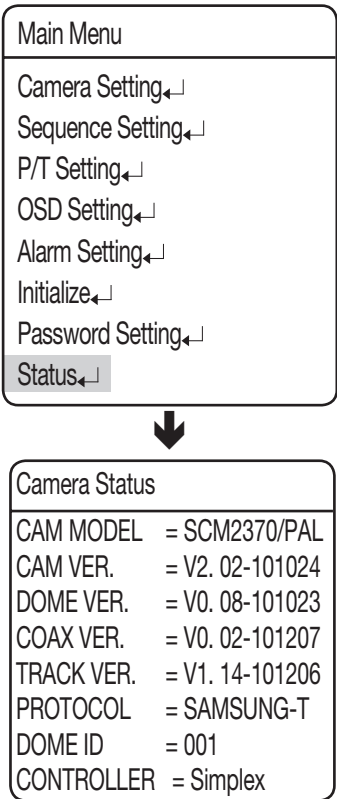 Main Menu
Camera Setting↵
Sequence Setting↵
P/T Setting↵
OSD Setting↵
Alarm Setting↵
Initialize↵
Password Setting↵
Status↵
Camera Status
CAM MODEL = SCM2370/PAL
CAM VER. = V2. 02-101024
DOME VER. = V0. 08-101023
COAX VER. = V0. 02-101207
TRACK VER. = V1. 14-101206
PROTOCOL = SAMSUNG-T
DOME ID = 001
CONTROLLER = Simplex